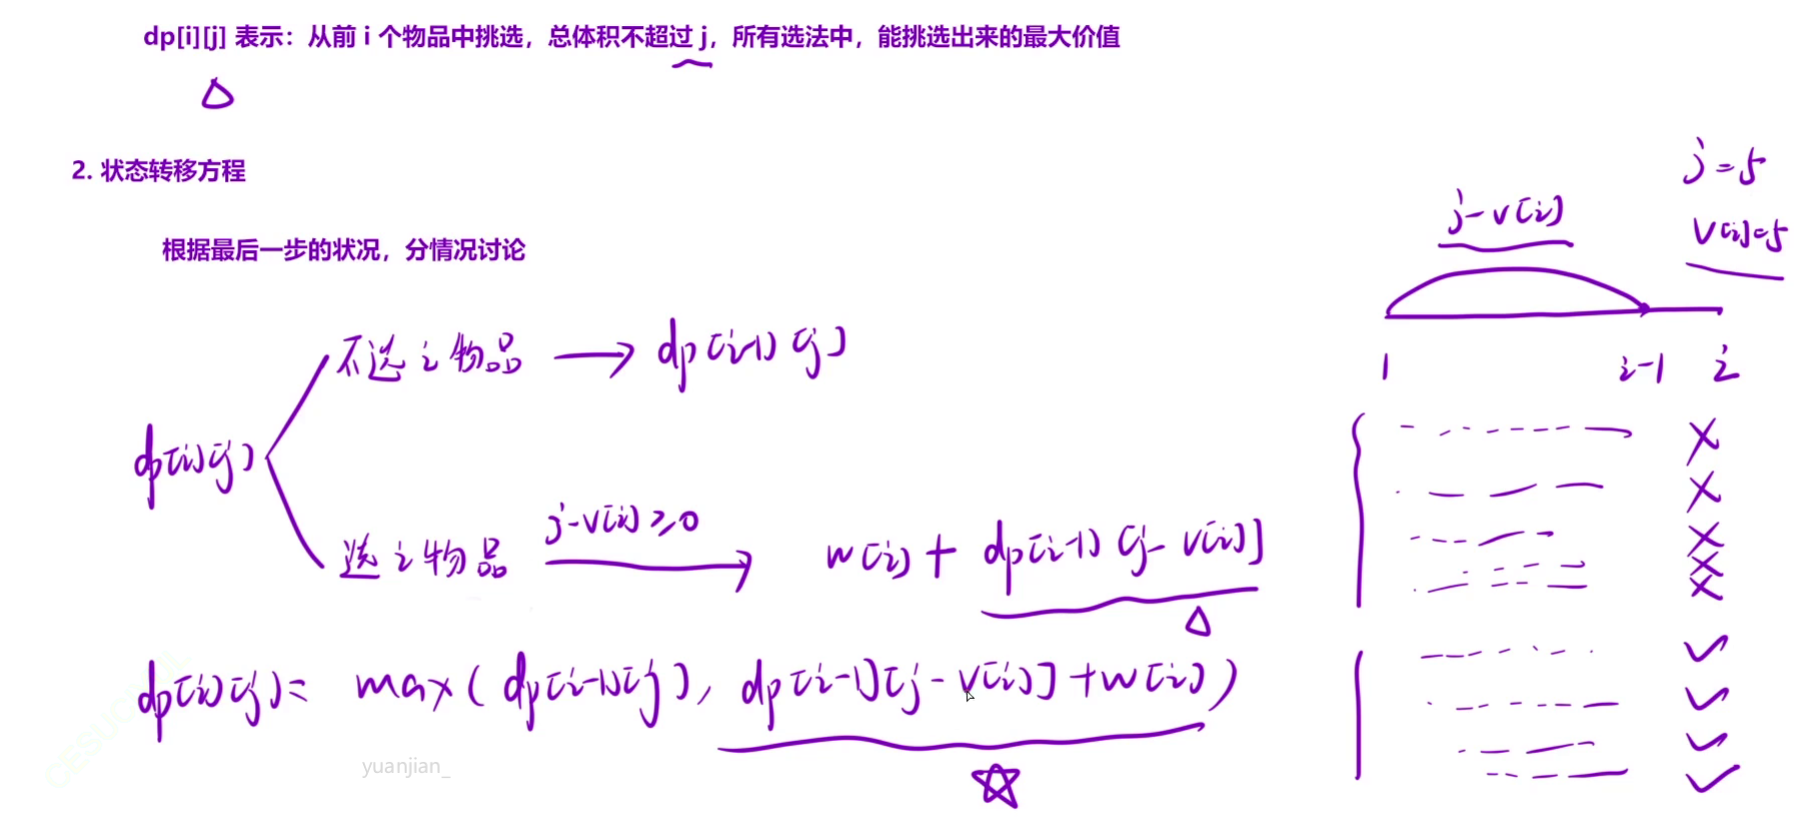 dp[i][j] 表示：从前 i 个物品中挑选，总体积不超过 j，所有选法中，能挑选出来的最大价值
2. 状态转移方程
根据最后一步的状况，分情况讨论
j=5
j-v[i]
v[i]=5
1 i-1 i
不选 i 物品 → dp[i-1][j]
dp[i][j]
选 i 物品 j-v[i]≥0 → w[i] + dp[i-1][j-v[i]]
dp[i][j] = max(dp[i-1][j], dp[i-1][j-v[i]]+w[i])
yuanjian_